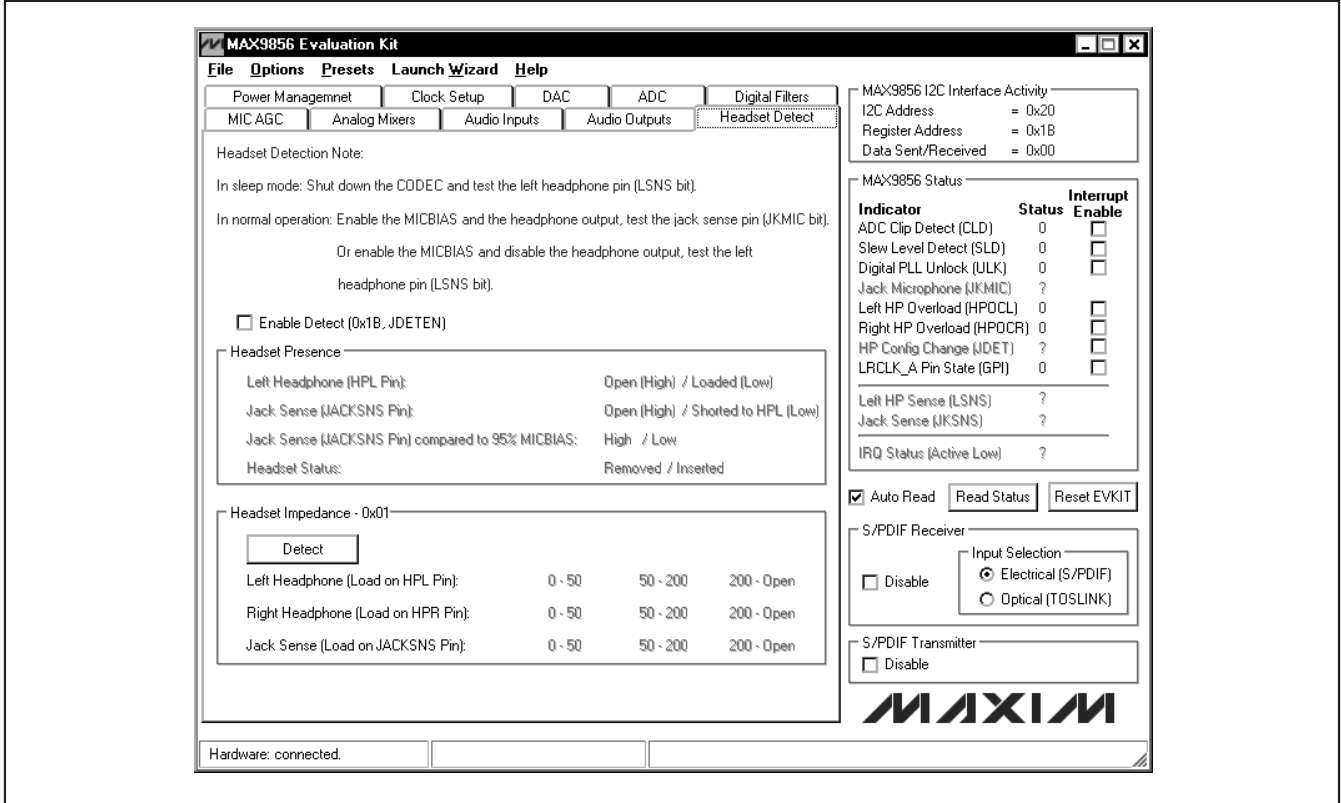 MAX9856 Evaluation Kit
File Options Presets Launch Wizard Help
Power Managemnet Clock Setup DAC ADC Digital Filters
MIC AGC Analog Mixers Audio Inputs Audio Outputs Headset Detect
Headset Detection Note:
In sleep mode: Shut down the CODEC and test the left headphone pin (LSNS bit).
In normal operation: Enable the MICBIAS and the headphone output, test the jack sense pin (JKMIC bit).
Or enable the MICBIAS and disable the headphone output, test the left
headphone pin (LSNS bit).
Enable Detect (0x1B, JDETEN)
Headset Presence
Left Headphone (HPL Pin): Open (High) / Loaded (Low)
Jack Sense (JACKSNS Pin): Open (High) / Shorted to HPL (Low)
Jack Sense (JACKSNS Pin) compared to 95% MICBIAS: High / Low
Headset Status: Removed / Inserted
Headset Impedance - 0x01
Detect
Left Headphone (Load on HPL Pin): 0 - 50 50 - 200 200 - Open
Right Headphone (Load on HPR Pin): 0 - 50 50 - 200 200 - Open
Jack Sense (Load on JACKSNS Pin): 0 - 50 50 - 200 200 - Open
MAX9856 I2C Interface Activity
I2C Address = 0x20
Register Address = 0x1B
Data Sent/Received = 0x00
MAX9856 Status
Interrupt
Indicator Status Enable
ADC Clip Detect (CLD) 0
Slew Level Detect (SLD) 0
Digital PLL Unlock (ULK) 0
Jack Microphone (JKMIC) ?
Left HP Overload (HPOCL) 0
Right HP Overload (HPOCR) 0
HP Config Change (JDET) ?
LRCLK_A Pin State (GPI) 0
Left HP Sense (LSNS) ?
Jack Sense (JKSNS) ?
IRQ Status (Active Low) ?
Auto Read Read Status Reset EVKIT
S/PDIF Receiver
Input Selection
Disable
Electrical (S/PDIF)
Optical (TOSLINK)
S/PDIF Transmitter
Disable
MAXIM
Hardware: connected.